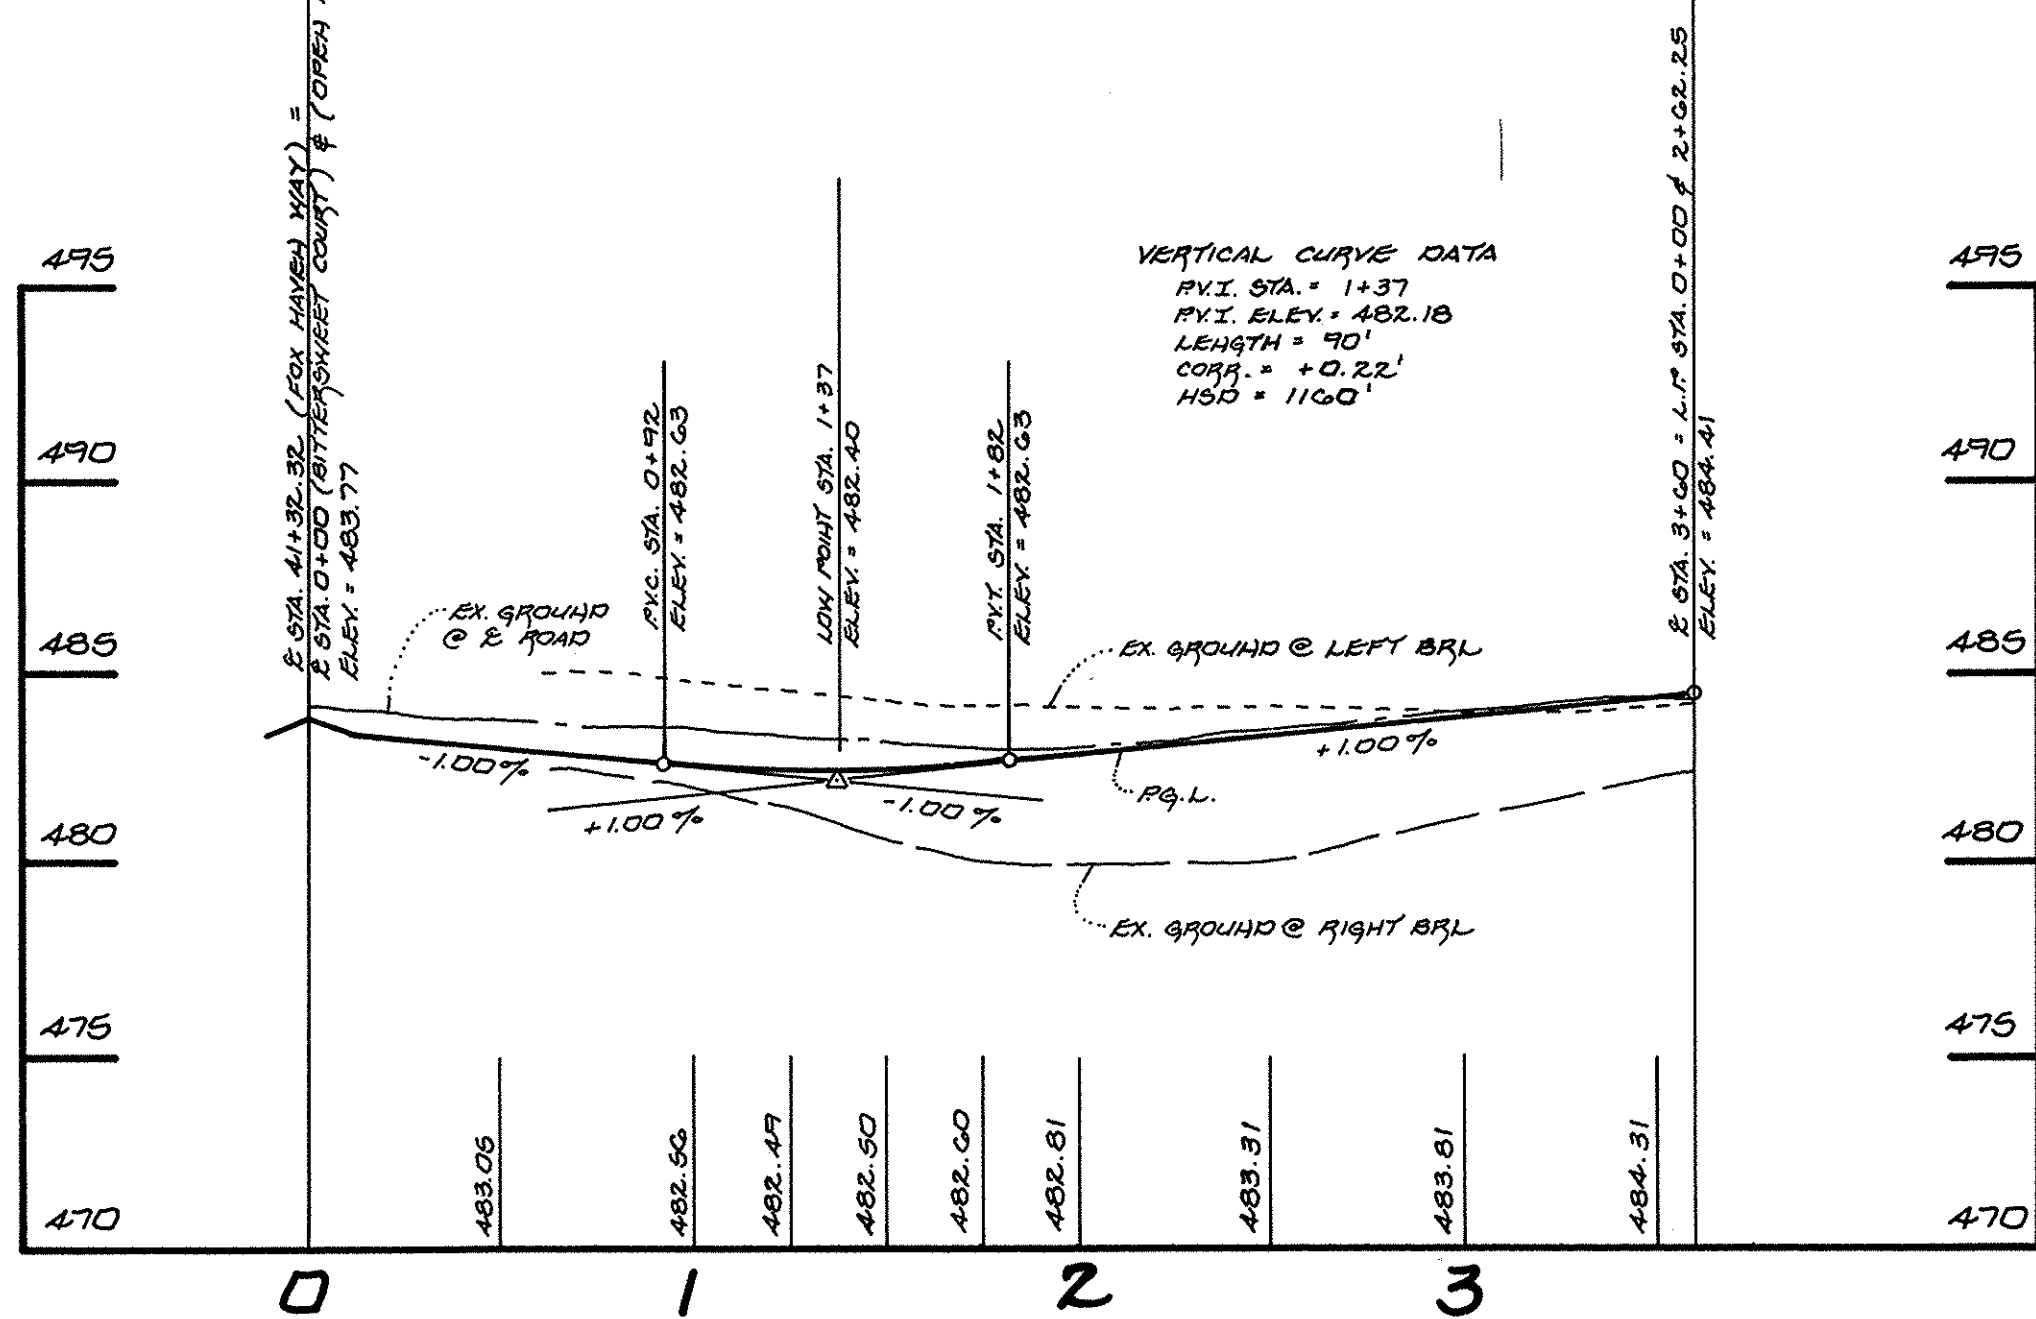 ℄ STA. 41+32.32 (FOX HAVEN WAY) =
℄ STA. 0+00 (BITTERSWEET COURT) & (OPEN
ELEV. = 483.77
VERTICAL CURVE DATA
P.V.I. STA. = 1+37
P.V.I. ELEV. = 482.18
LENGTH = 90'
CORR. = +0.22'
HSD = 1160'
P.V.C. STA. 0+92
ELEV. = 482.63
LOW POINT STA. 1+37
ELEV. = 482.40
P.V.T. STA. 1+82
ELEV. = 482.63
℄ STA. 3+60 = L.P. STA. 0+00 & 2+62.25
ELEV. = 484.41
495
490
485
480
475
470
495
490
485
480
475
470
EX. GROUND
@ ℄ ROAD
EX. GROUND @ LEFT BRL
-1.00%
+1.00%
-1.00%
+1.00%
P.G.L.
EX. GROUND @ RIGHT BRL
483.05
482.56
482.49
482.50
482.60
482.81
483.31
483.81
484.31
0
1
2
3